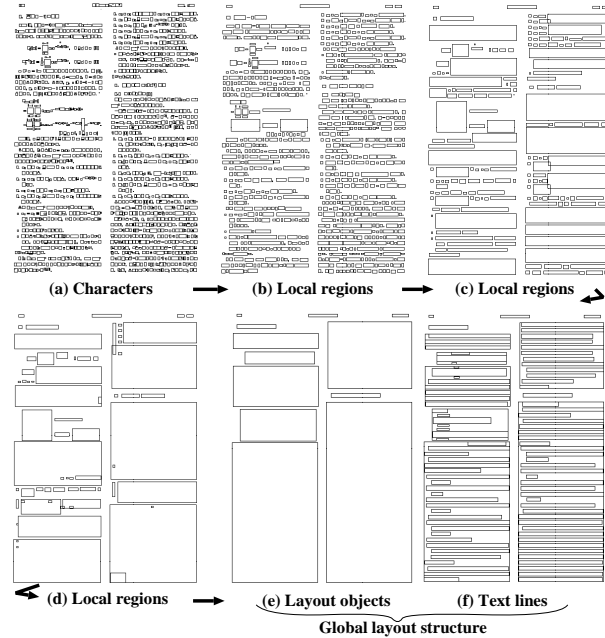 (a) Characters
(b) Local regions
(c) Local regions
(d) Local regions
(e) Layout objects
(f) Text lines
Global layout structure